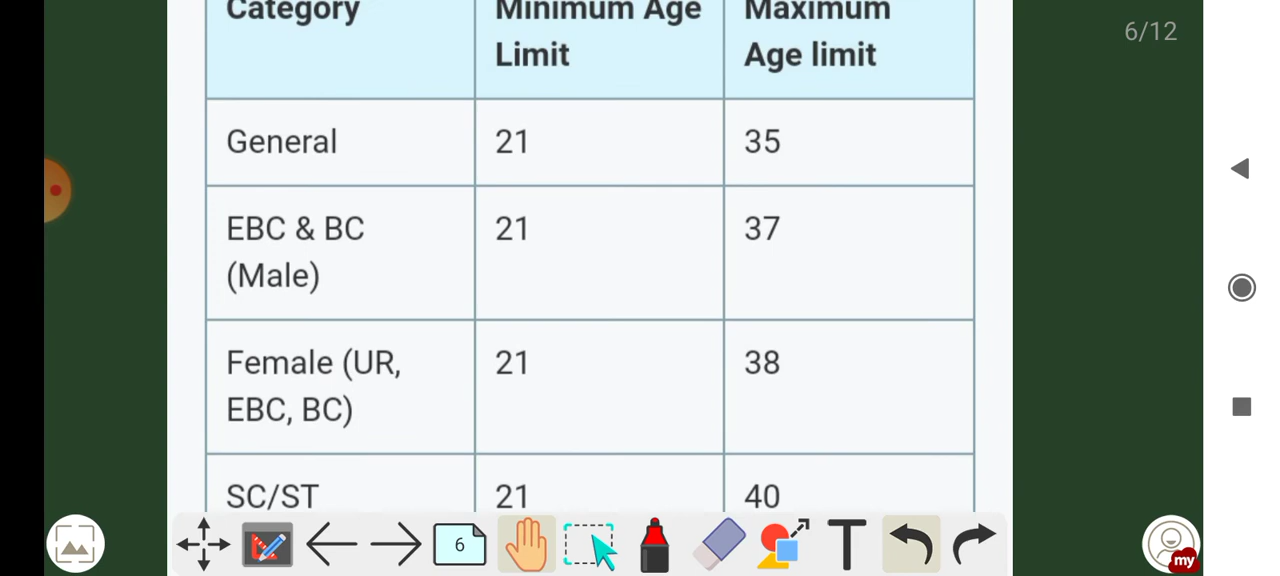 Category Minimum Age Maximum
Limit Age limit
General 21 35
EBC & BC 21 37
(Male)
Female (UR, 21 38
EBC, BC)
SC/ST 21 40
6/12
6
T
my